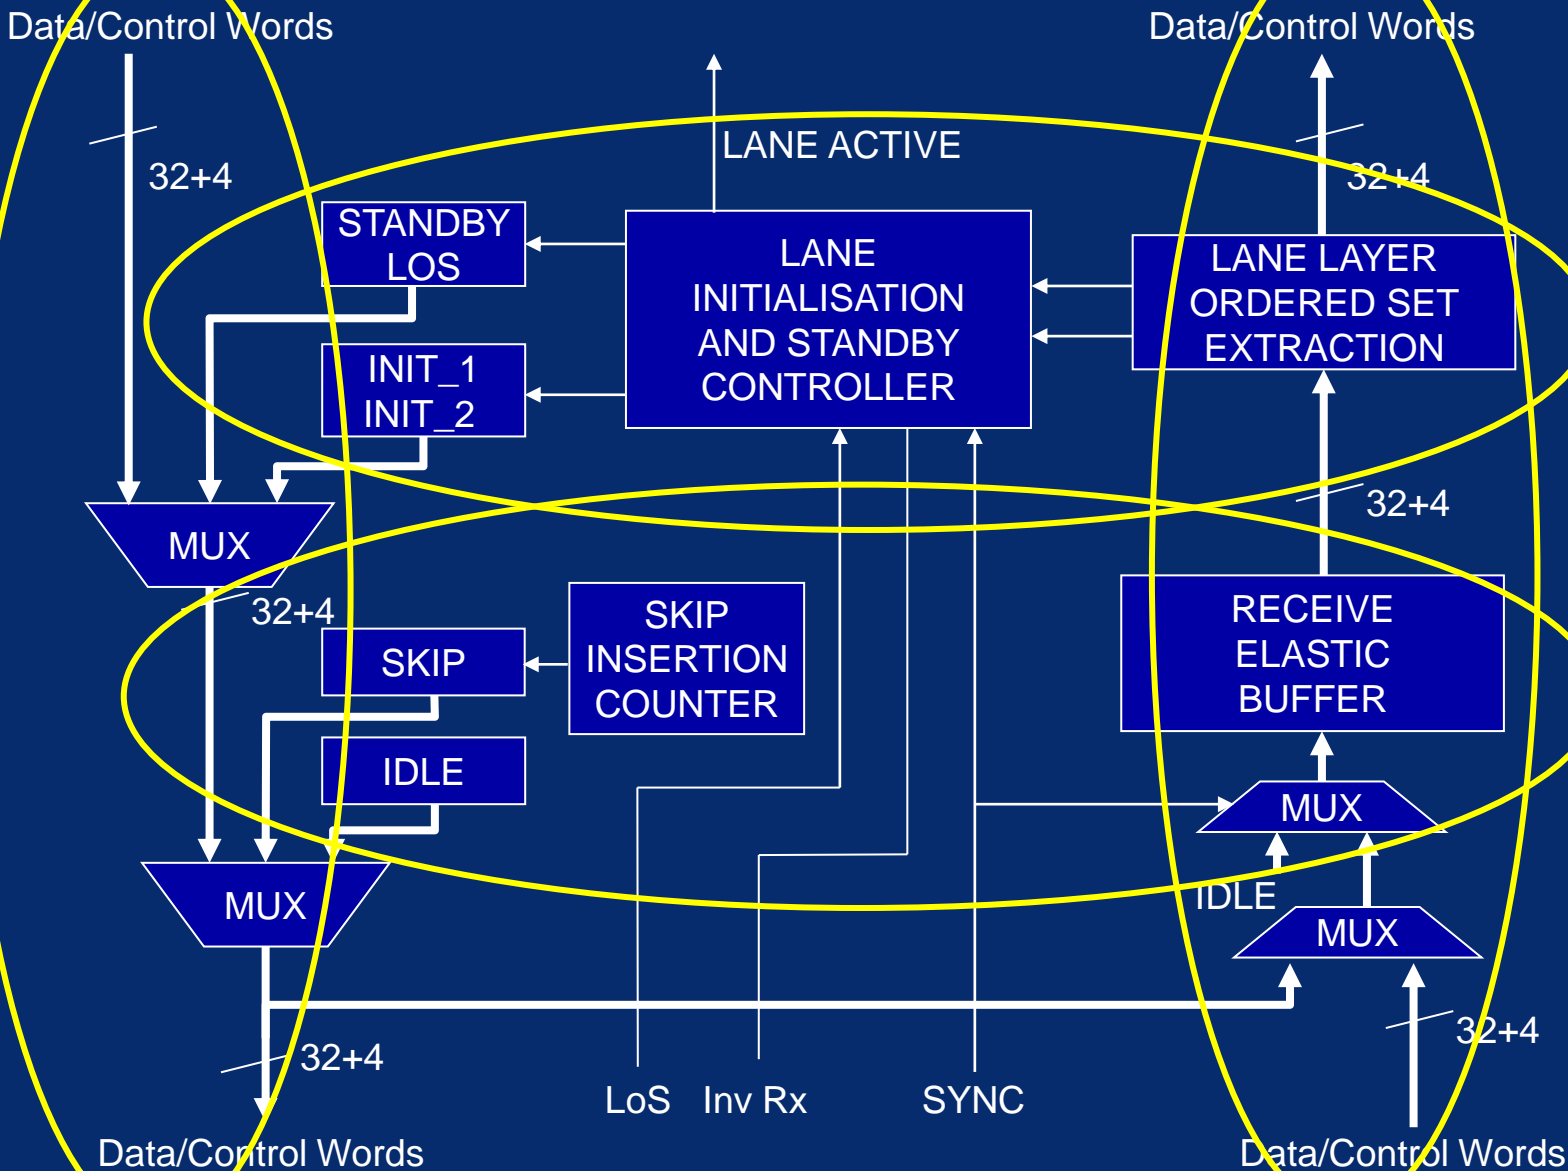 Data/Control Words
Data/Control Words
LANE ACTIVE
32+4
32+4
STANDBY
LOS
LANE
INITIALISATION
AND STANDBY
CONTROLLER
LANE LAYER
ORDERED SET
EXTRACTION
INIT_1
INIT_2
32+4
MUX
32+4
SKIP
INSERTION
COUNTER
RECEIVE
ELASTIC
BUFFER
SKIP
IDLE
MUX
IDLE
MUX
MUX
32+4
32+4
LoS
Inv Rx
SYNC
Data/Control Words
Data/Control Words